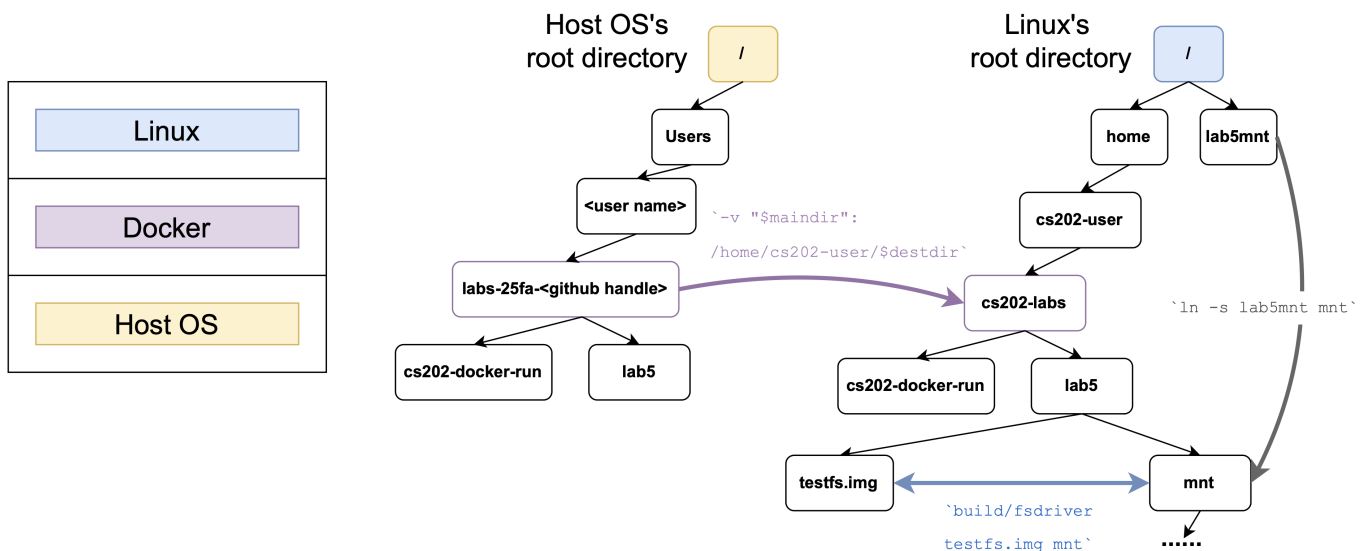 Linux
Docker
Host OS
Host OS's
root directory
/
Users
<user name>
labs-25fa-<github handle>
cs202-docker-run
lab5
`-v "$maindir":
/home/cs202-user/$destdir`
Linux's
root directory
/
home
lab5mnt
cs202-user
cs202-labs
`ln -s lab5mnt mnt`
cs202-docker-run
lab5
testfs.img
mnt
`build/fsdriver
testfs.img mnt`
......